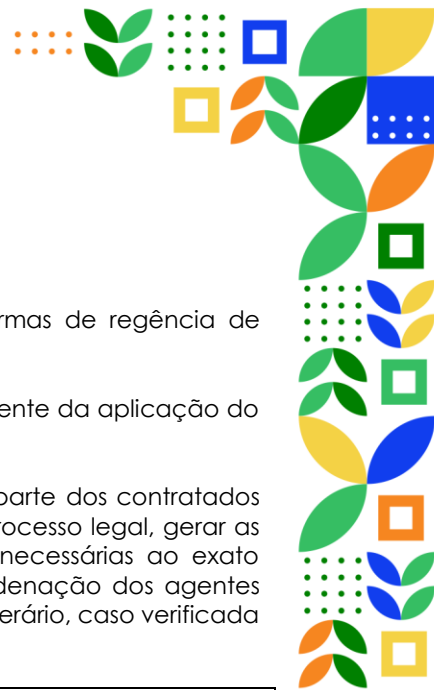 rmas de regência de
ente da aplicação do
parte dos contratados
rocesso legal, gerar as
necessárias ao exato
denação dos agentes
erário, caso verificada